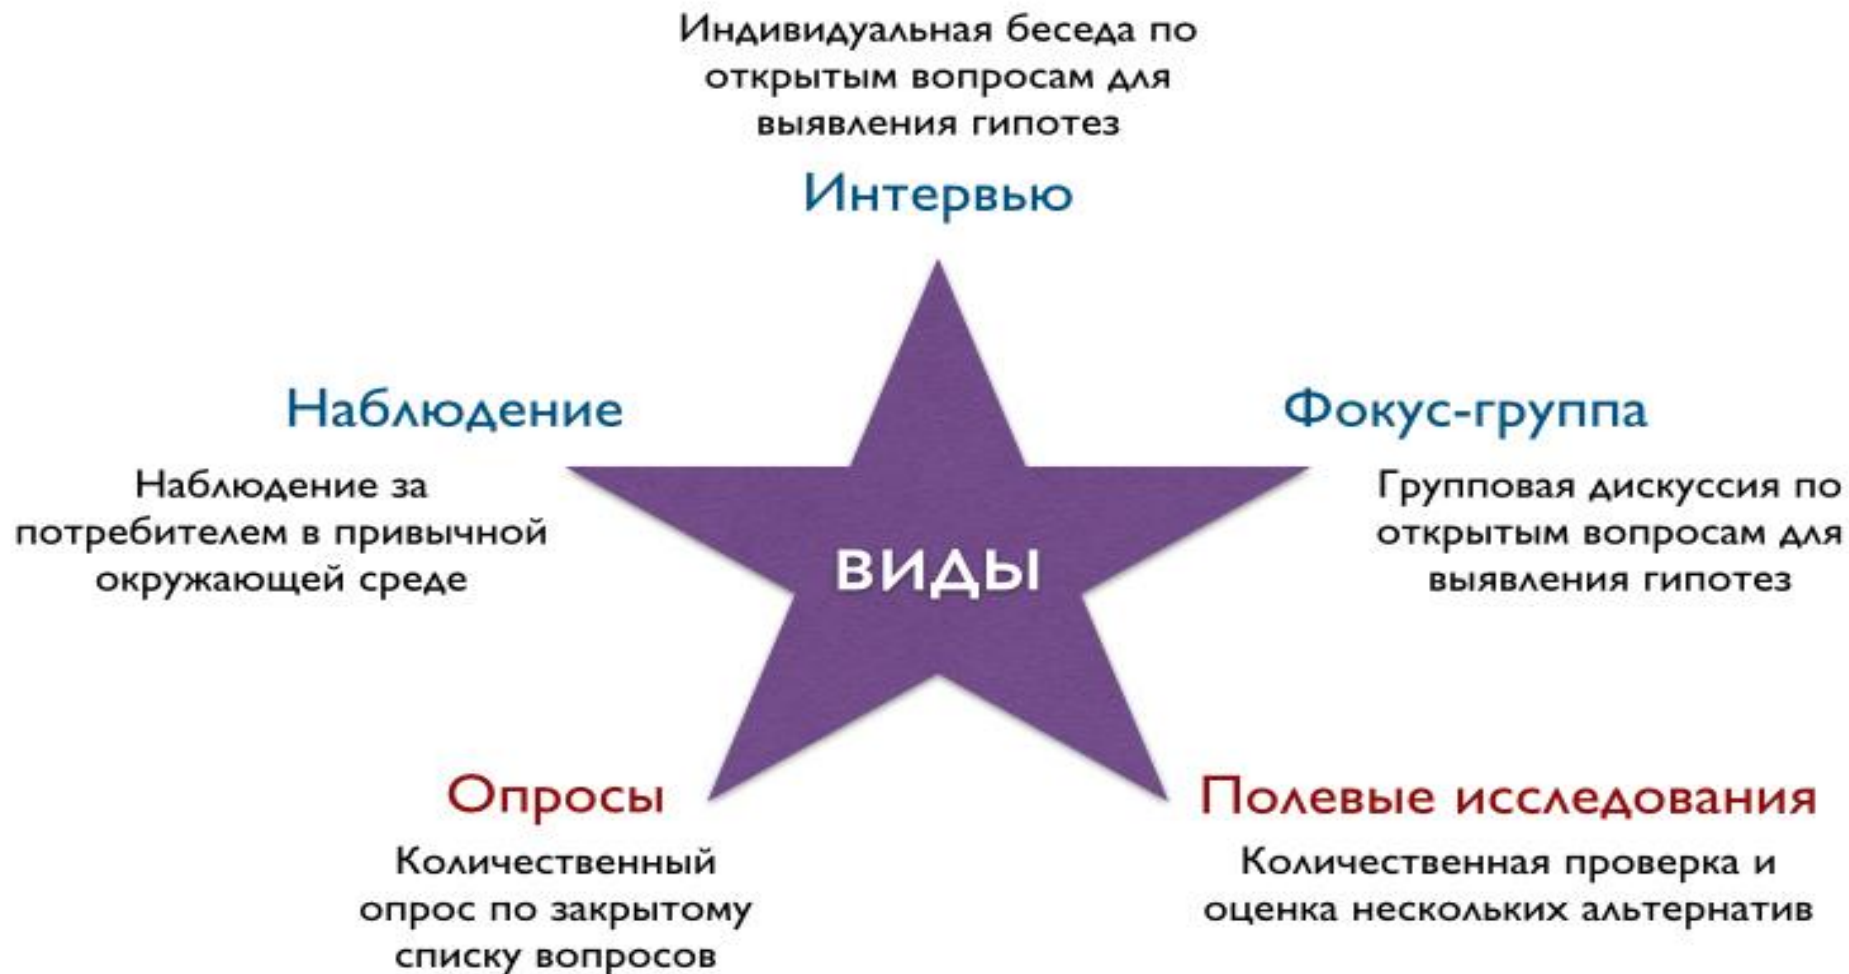 Индивидуальная беседа по
открытым вопросам для
выявления гипотез
Интервью
Наблюдение
Наблюдение за
потребителем в привычной
окружающей среде
Фокус-группа
Групповая дискуссия по
открытым вопросам для
выявления гипотез
ВИДЫ
Опросы
Количественный
опрос по закрытому
списку вопросов
Полевые исследования
Количественная проверка и
оценка нескольких альтернатив